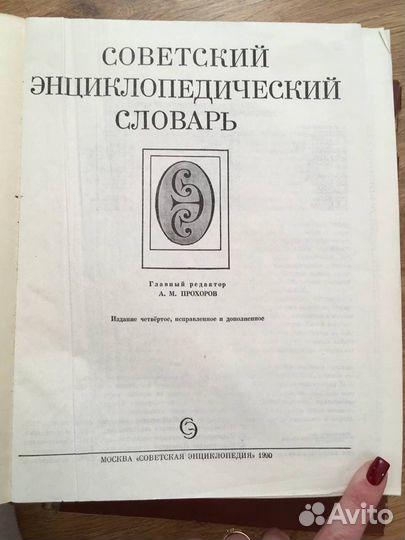 СОВЕТСКИЙ
ЭНЦИКЛОПЕДИЧЕСКИЙ
СЛОВАРЬ
Главный редактор
А. М. ПРОХОРОВ
Издание четвёртое, исправленное и дополненное
МОСКВА «СОВЕТСКАЯ ЭНЦИКЛОПЕДИЯ» 1990
Avito